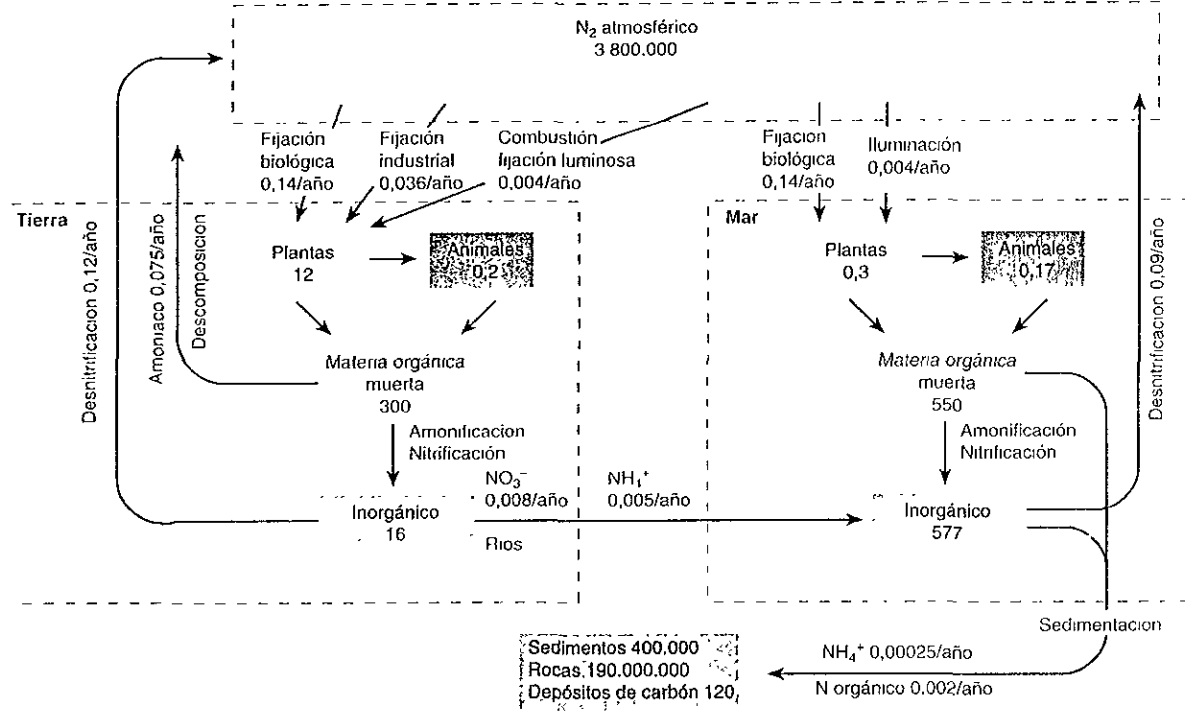 N₂ atmosférico
3 800.000
Fijación
biológica
0,14/año
Fijación
industrial
0,036/año
Combustión
fijación luminosa
0,004/año
Fijación
biológica
0,14/año
Iluminación
0,004/año
Tierra
Mar
Desnitrificacion 0,12/año
Amoniaco 0,075/año
Descomposicion
Plantas
12
Animales
0,2
Materia orgánica
muerta
300
Amonificacion
Nitrificación
Inorgánico
16
NO₃⁻
0,008/año
NH₁⁺
0,005/año
Rios
Plantas
0,3
Animales
0,17
Materia orgánica
muerta
550
Amonificación
Nitrificación
Inorgánico
577
Desnitrificacion 0,09/año
Sedimentacion
Sedimentos 400.000
Rocas 190.000.000
Depósitos de carbón 120
NH₄⁺ 0,00025/año
N orgánico 0.002/año